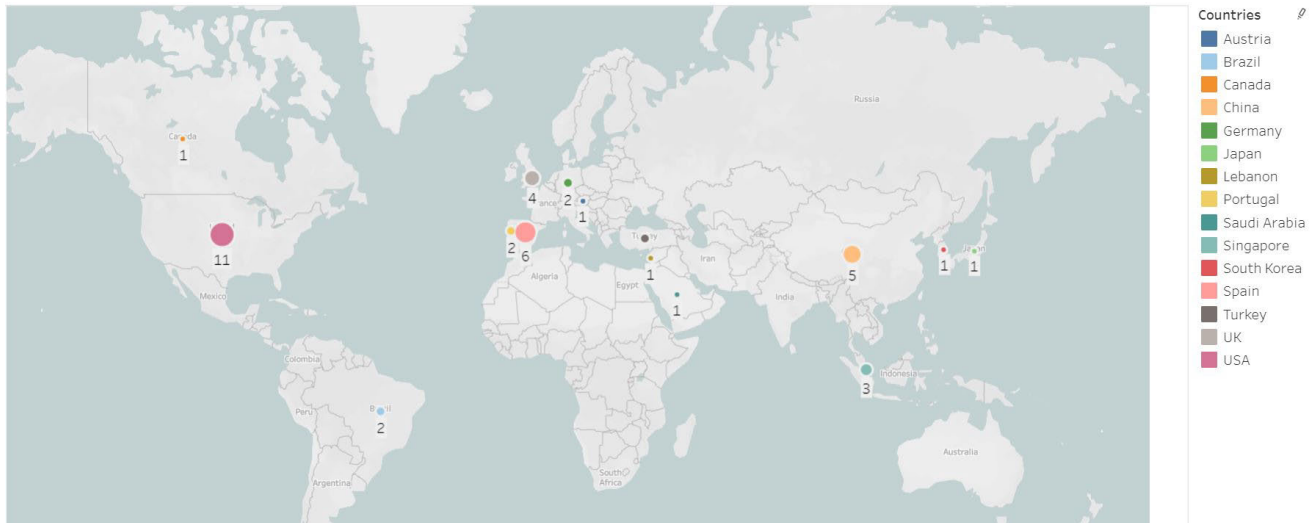 Countries
Austria
Brazil
Canada
China
Germany
Japan
Lebanon
Portugal
Saudi Arabia
Singapore
South Korea
Spain
Turkey
UK
USA
Russia
1
4
2
1
11
2
6
Iran
1
5
1
1
Algeria
Egypt
India
Mexico
1
Colombia
Indonesia
3
Peru
2
Australia
South
Africa
Argentina